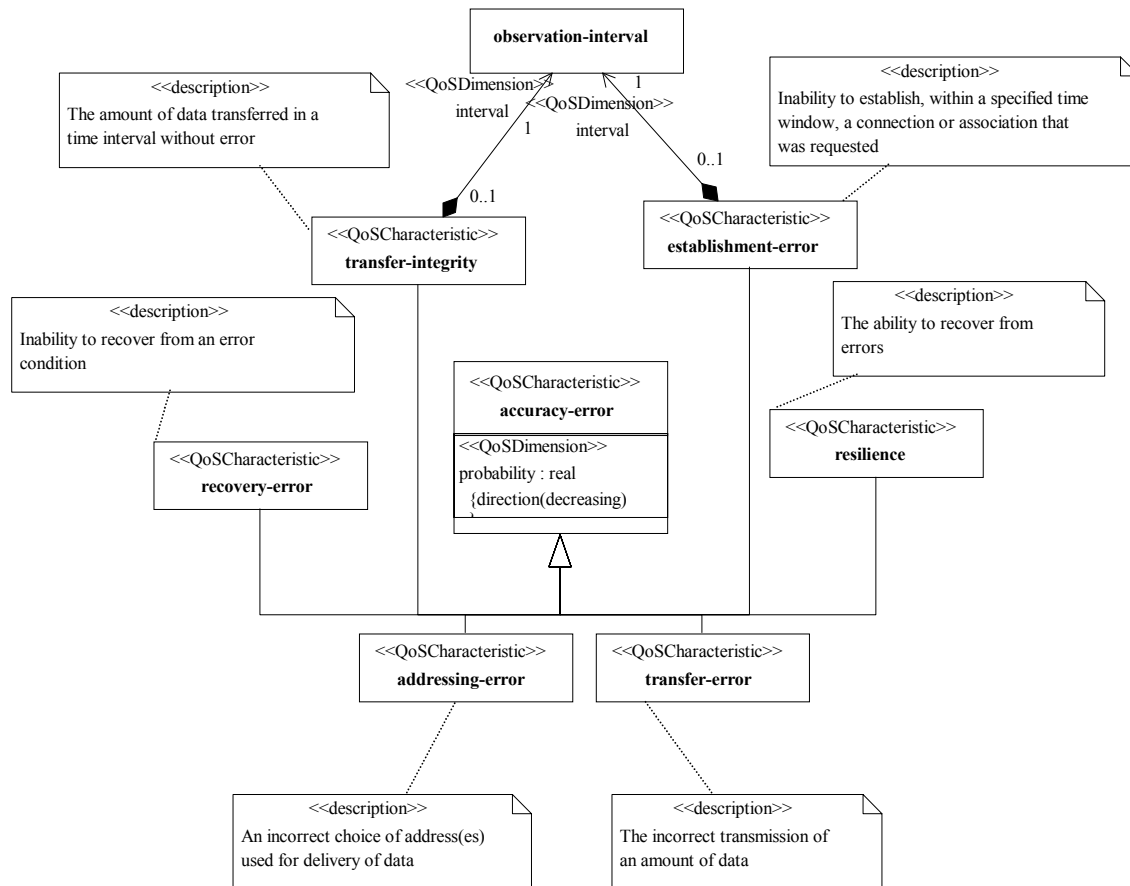 observation-interval
<<description>>
The amount of data transferred in a
time interval without error
<<QoSDimension>>
interval
1
1
<<QoSDimension>>
interval
<<description>>
Inability to establish, within a specified time
window, a connection or association that
was requested
0..1
0..1
<<QoSCharacteristic>>
transfer-integrity
<<QoSCharacteristic>>
establishment-error
<<description>>
Inability to recover from an error
condition
<<description>>
The ability to recover from
errors
<<QoSCharacteristic>>
accuracy-error
<<QoSDimension>>
probability : real
{direction(decreasing)
}
<<QoSCharacteristic>>
recovery-error
<<QoSCharacteristic>>
resilience
<<QoSCharacteristic>>
addressing-error
<<QoSCharacteristic>>
transfer-error
<<description>>
An incorrect choice of address(es)
used for delivery of data
<<description>>
The incorrect transmission of
an amount of data